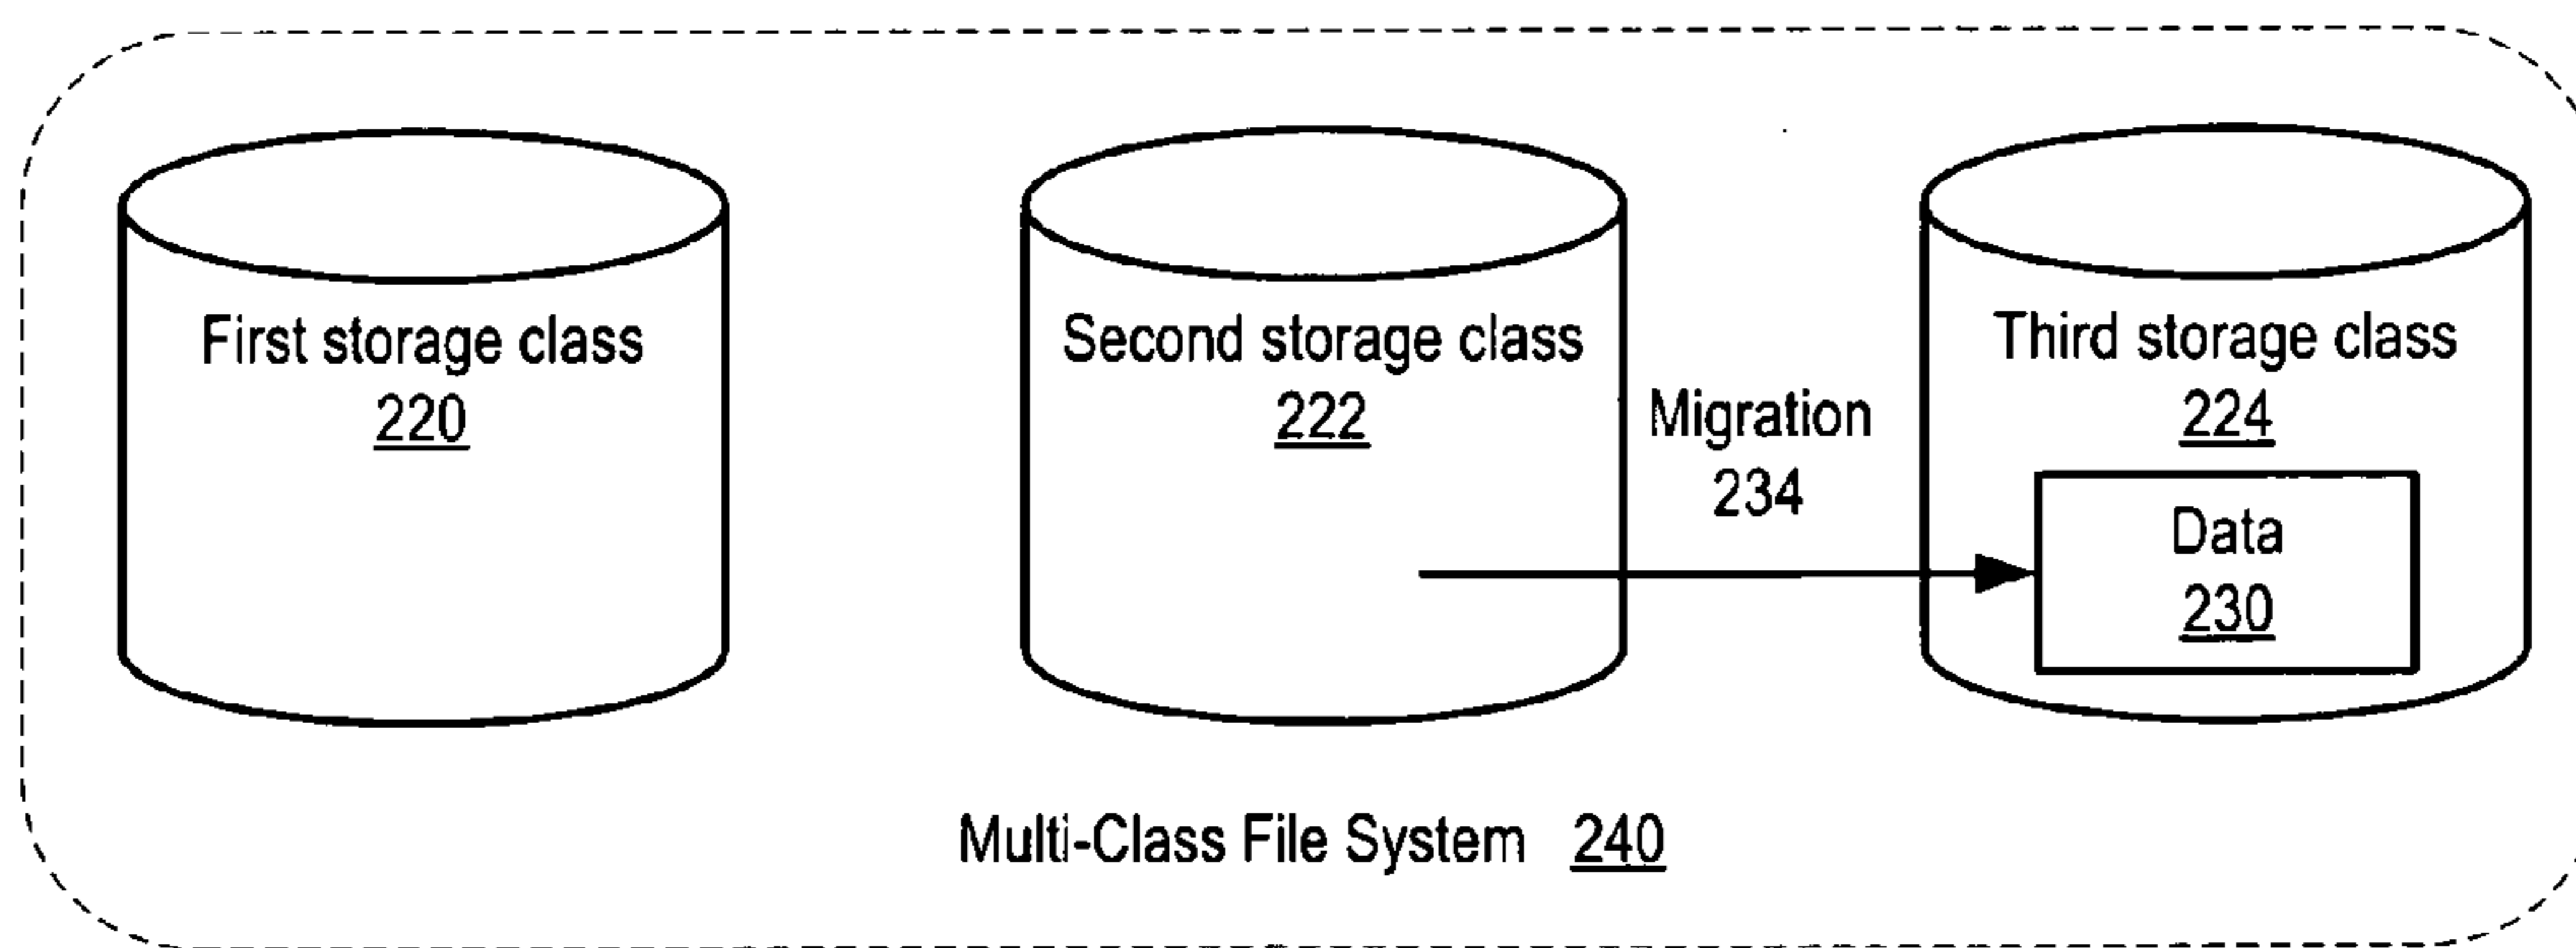 First storage class
220
Second storage class
222
Migration
234
Third storage class
224
Data
230
Multi-Class File System 240